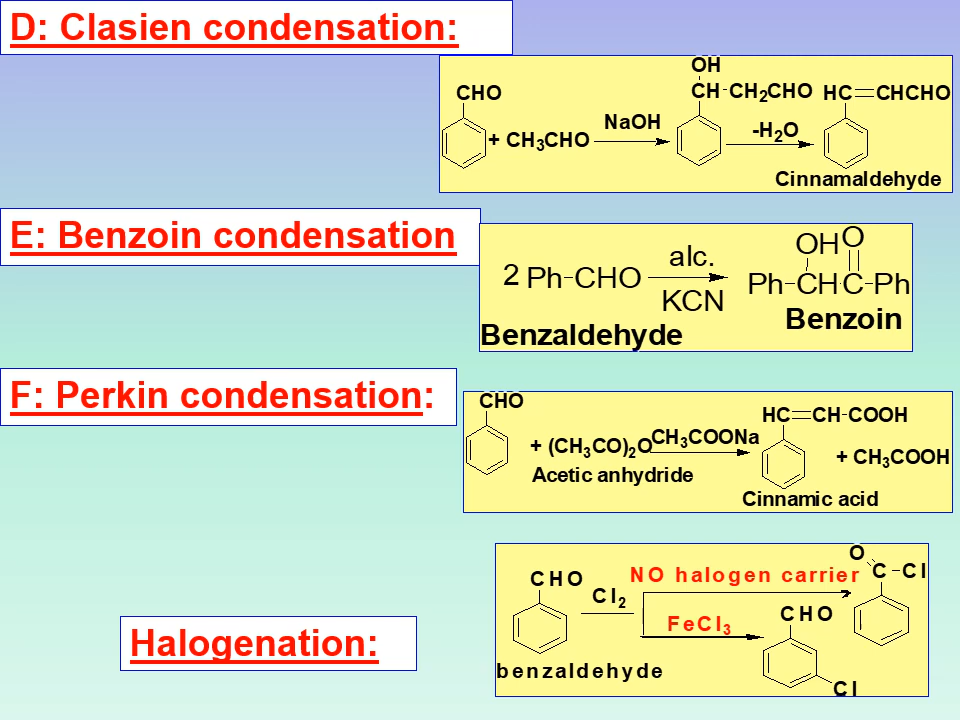 D: Clasien condensation:
CHO
+ CH₃CHO
NaOH
OH
CH-CH₂CHO
-H₂O
HC=CHCHO
Cinnamaldehyde
E: Benzoin condensation
2 Ph-CHO
alc.
KCN
OH O
Ph-CH-C-Ph
Benzaldehyde
Benzoin
F: Perkin condensation:
CHO
+ (CH₃CO)₂O
CH₃COONa
HC=CH-COOH
+ CH₃COOH
Acetic anhydride
Cinnamic acid
Halogenation:
CHO
Cl₂
NO halogen carrier
O
C-Cl
FeCl₃
CHO
Cl
benzaldehyde